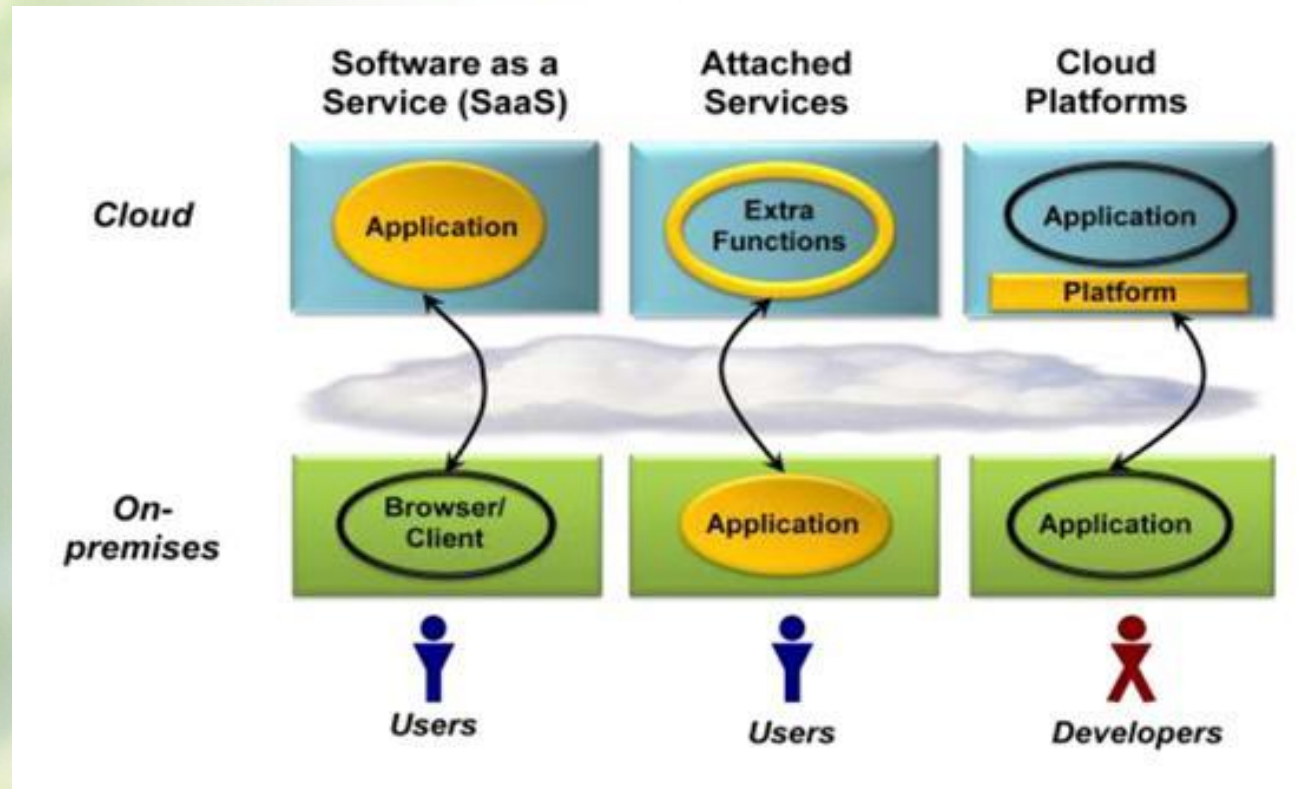 Software as a
Service (SaaS)
Attached
Services
Cloud
Platforms
Cloud
Application
Extra
Functions
Application
Platform
On-
premises
Browser/
Client
Application
Application
Users
Users
Developers